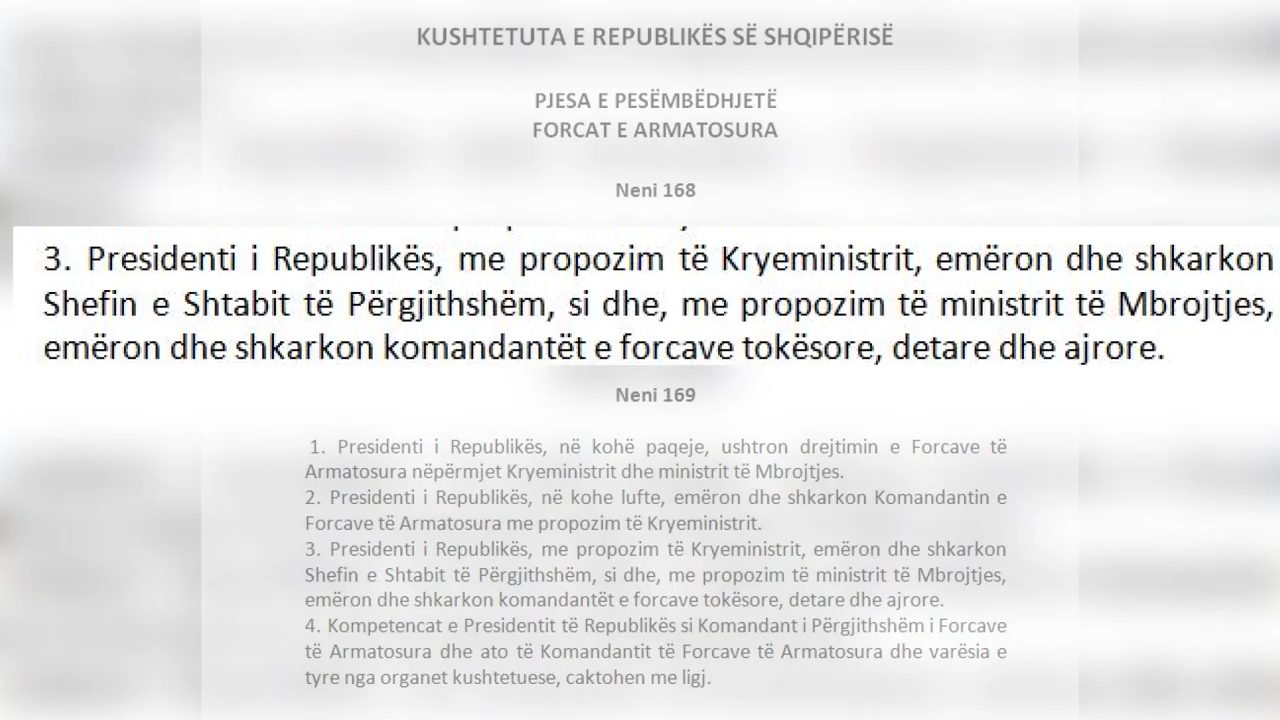 KUSHTETUTA E REPUBLIKËS SË SHQIPËRISË
PJESA E PESËMBËDHJETË
FORCAT E ARMATOSURA
Neni 168
3. Presidenti i Republikës, me propozim të Kryeministrit, emëron dhe shkarkon
Shefin e Shtabit të Përgjithshëm, si dhe, me propozim të ministrit të Mbrojtjes,
emëron dhe shkarkon komandantët e forcave tokësore, detare dhe ajrore.
Neni 169
1. Presidenti i Republikës, në kohë paqeje, ushtron drejtimin e Forcave të
Armatosura nëpërmjet Kryeministrit dhe ministrit të Mbrojtjes.
2. Presidenti i Republikës, në kohe lufte, emëron dhe shkarkon Komandantin e
Forcave të Armatosura me propozim të Kryeministrit.
3. Presidenti i Republikës, me propozim të Kryeministrit, emëron dhe shkarkon
Shefin e Shtabit të Përgjithshëm, si dhe, me propozim të ministrit të Mbrojtjes,
emëron dhe shkarkon komandantët e forcave tokësore, detare dhe ajrore.
4. Kompetencat e Presidentit të Republikës si Komandant i Përgjithshëm i Forcave
të Armatosura dhe ato të Komandantit të Forcave të Armatosura dhe varësia e
tyre nga organet kushtetuese, caktohen me ligj.